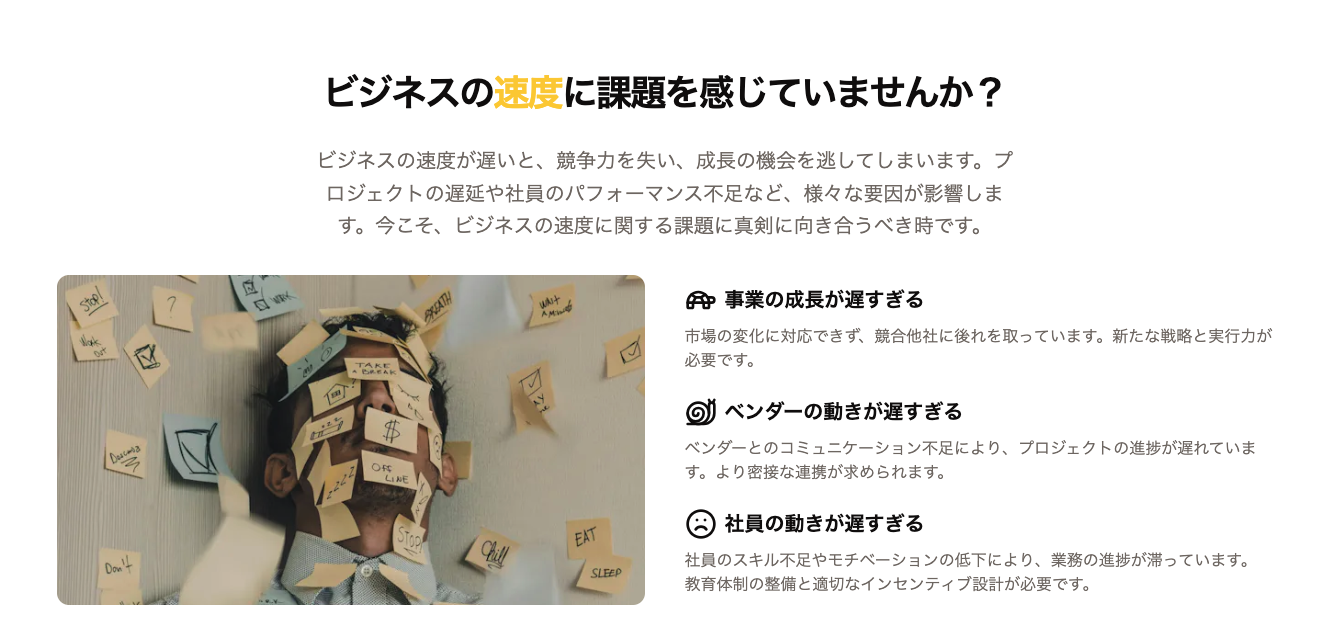 ビジネスの速度に課題を感じていませんか？
ビジネスの速度が遅いと、競争力を失い、成長の機会を逃してしまいます。プ
ロジェクトの遅延や社員のパフォーマンス不足など、様々な要因が影響しま
す。今こそ、ビジネスの速度に関する課題に真剣に向き合うべき時です。
STOP!
?
WORK
BREATH
WAIT
A MINUTE
WORK
OUT
TAKE
A BREAK
$
OFF
LINE
ZZZZ
STOP!
Chill
EAT
SLEEP
Don't
事業の成長が遅すぎる
市場の変化に対応できず、競合他社に後れを取っています。新たな戦略と実行力が
必要です。
ベンダーの動きが遅すぎる
ベンダーとのコミュニケーション不足により、プロジェクトの進捗が遅れていま
す。より密接な連携が求められます。
社員の動きが遅すぎる
社員のスキル不足やモチベーションの低下により、業務の進捗が滞っています。
教育体制の整備と適切なインセンティブ設計が必要です。